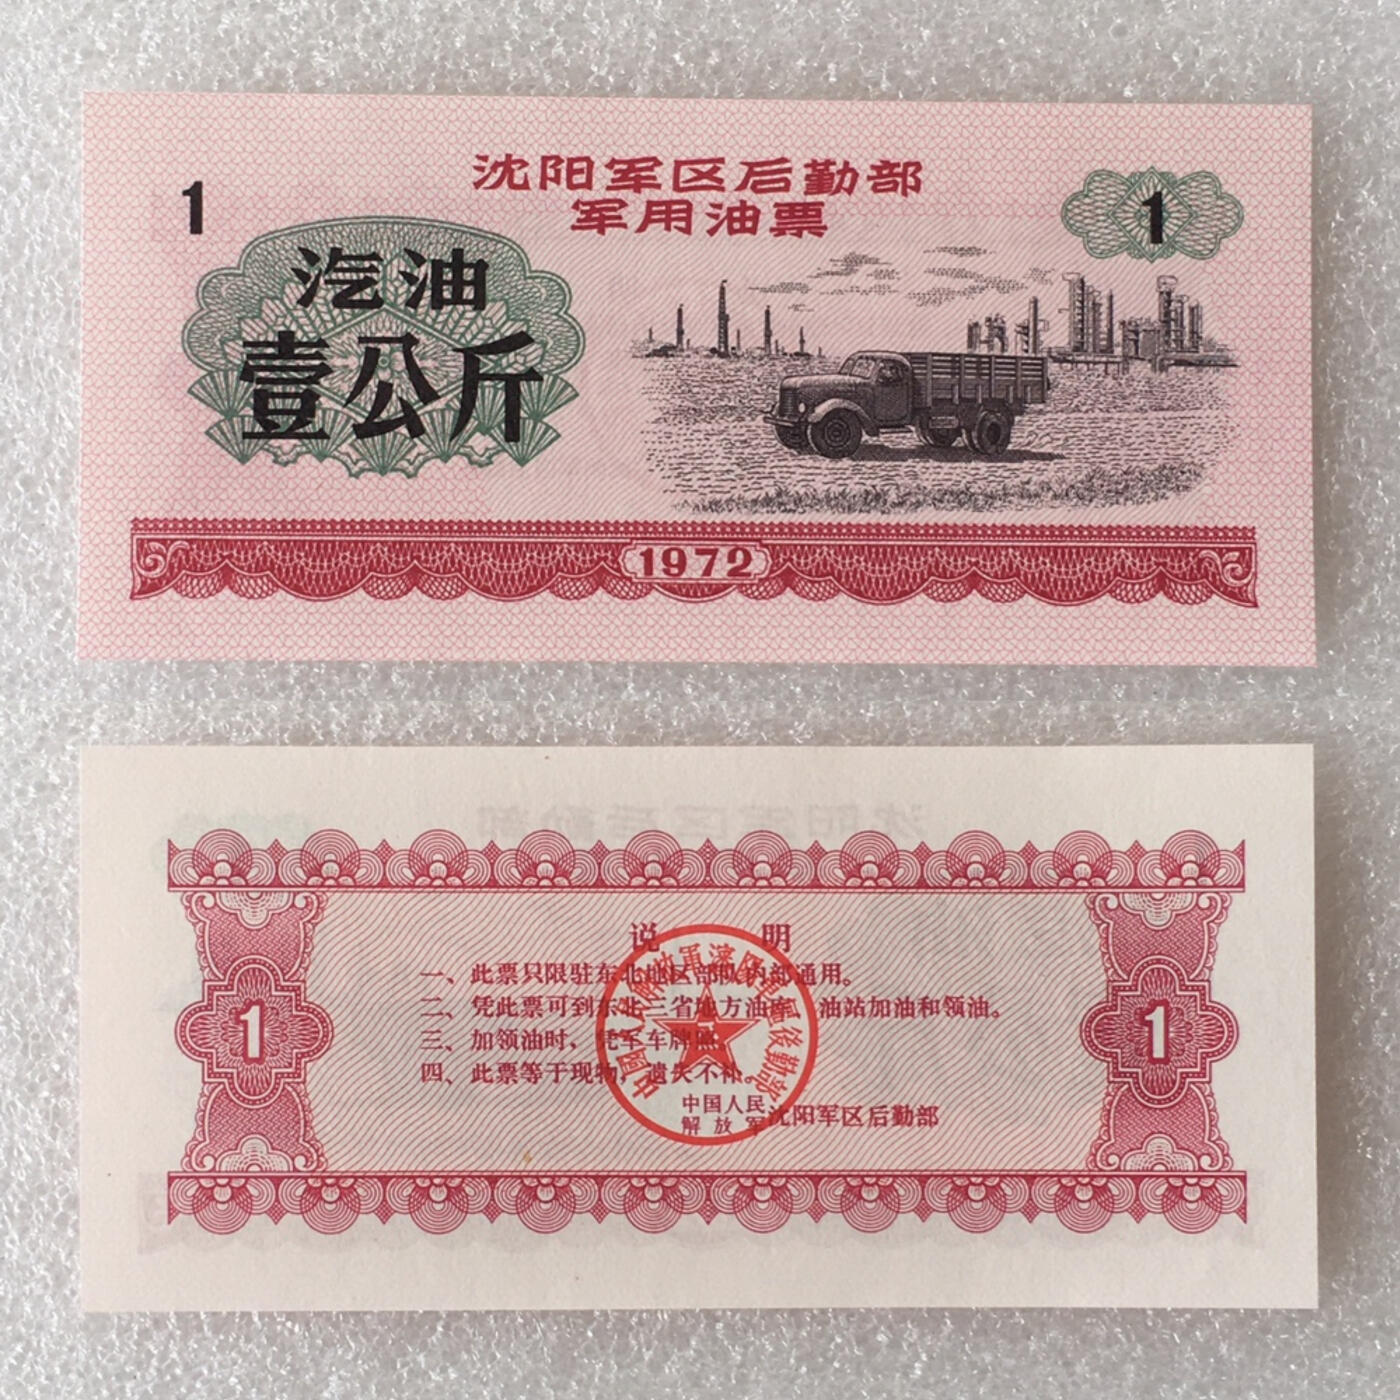 沈阳军区后勤部
军用油票
1
1
汽油
壹公斤
1972
说 明
一、此票只限驻东北地区部队内部通用。
二、凭此票可到东北三省地方油库、油站加油和领油。
三、加领油时，凭军车牌照。
四、此票等于现物，遗失不补。
中国人民
解放军沈阳军区后勤部
1
1